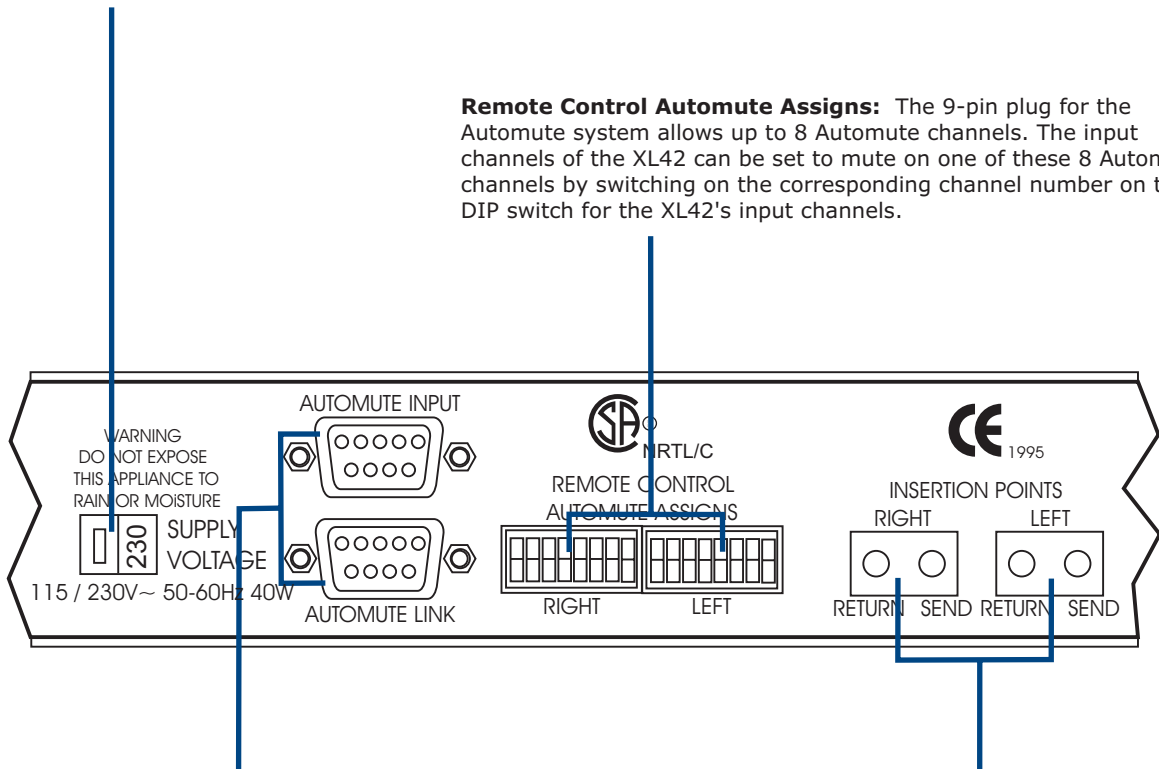 Remote Control Automute Assigns: The 9-pin plug for the
Automute system allows up to 8 Automute channels. The input
channels of the XL42 can be set to mute on one of these 8
channels by switching on the corresponding channel number on
DIP switch for the XL42's input channels.
AUTOMUTE INPUT
WARNING
DO NOT EXPOSE
THIS APPLIANCE TO
RAIN OR MOiSTURE
230
SUPPLY
VOLTAGE
115 / 230V~ 50-60Hz 40W
AUTOMUTE LINK
SA
NRTL/C
REMOTE CONTROL
AUTOMUTE ASSIGNS
RIGHT
LEFT
CE
1995
INSERTION POINTS
RIGHT
LEFT
RETURN
SEND
RETURN
SEND